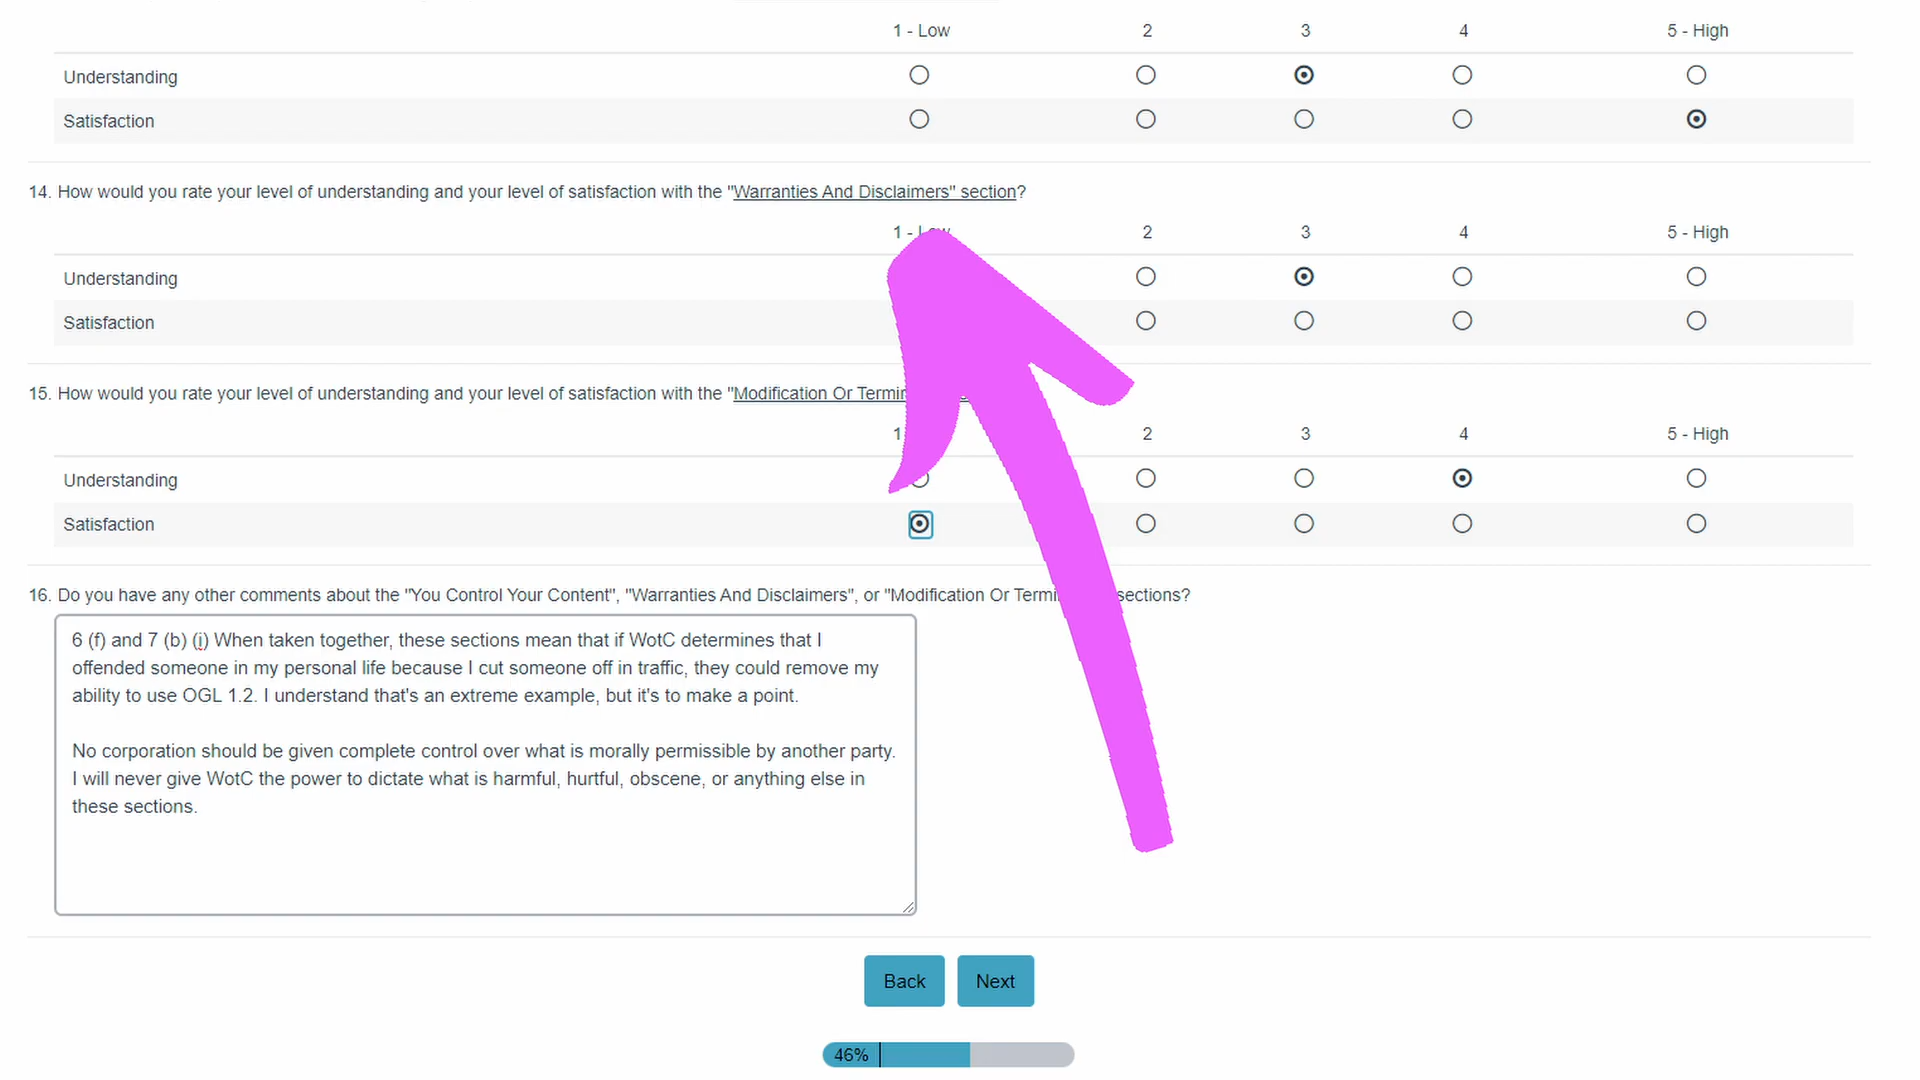 1 - Low 2 3 4 5 - High
Understanding
Satisfaction
14. How would you rate your level of understanding and your level of satisfaction with the "Warranties And Disclaimers" section?
1 - Low 2 3 4 5 - High
Understanding
Satisfaction
15. How would you rate your level of understanding and your level of satisfaction with the "Modification Or
1 2 3 4 5 - High
Understanding
Satisfaction
16. Do you have any other comments about the "You Control Your Content", "Warranties And Disclaimers", or "Modification Or sections?
6 (f) and 7 (b) (i) When taken together, these sections mean that if WotC determines that I
offended someone in my personal life because I cut someone off in traffic, they could remove my
ability to use OGL 1.2. I understand that's an extreme example, but it's to make a point.
No corporation should be given complete control over what is morally permissible by another party.
I will never give WotC the power to dictate what is harmful, hurtful, obscene, or anything else in
these sections.
Back Next
46%